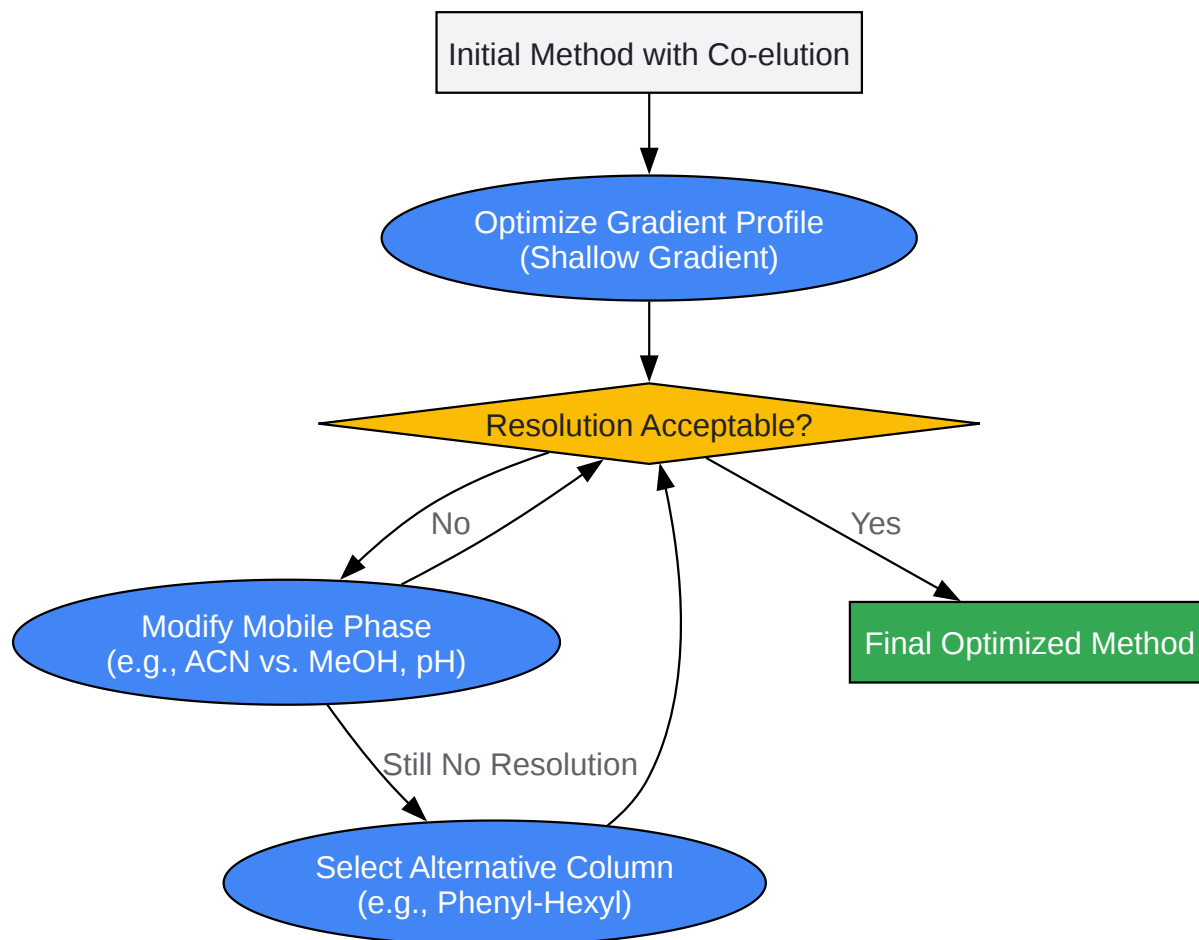 Initial Method with Co-elution
Optimize Gradient Profile
(Shallow Gradient)
Resolution Acceptable?
No
Yes
Modify Mobile Phase
(e.g., ACN vs. MeOH, pH)
Final Optimized Method
Still No Resolution
Select Alternative Column
(e.g., Phenyl-Hexyl)